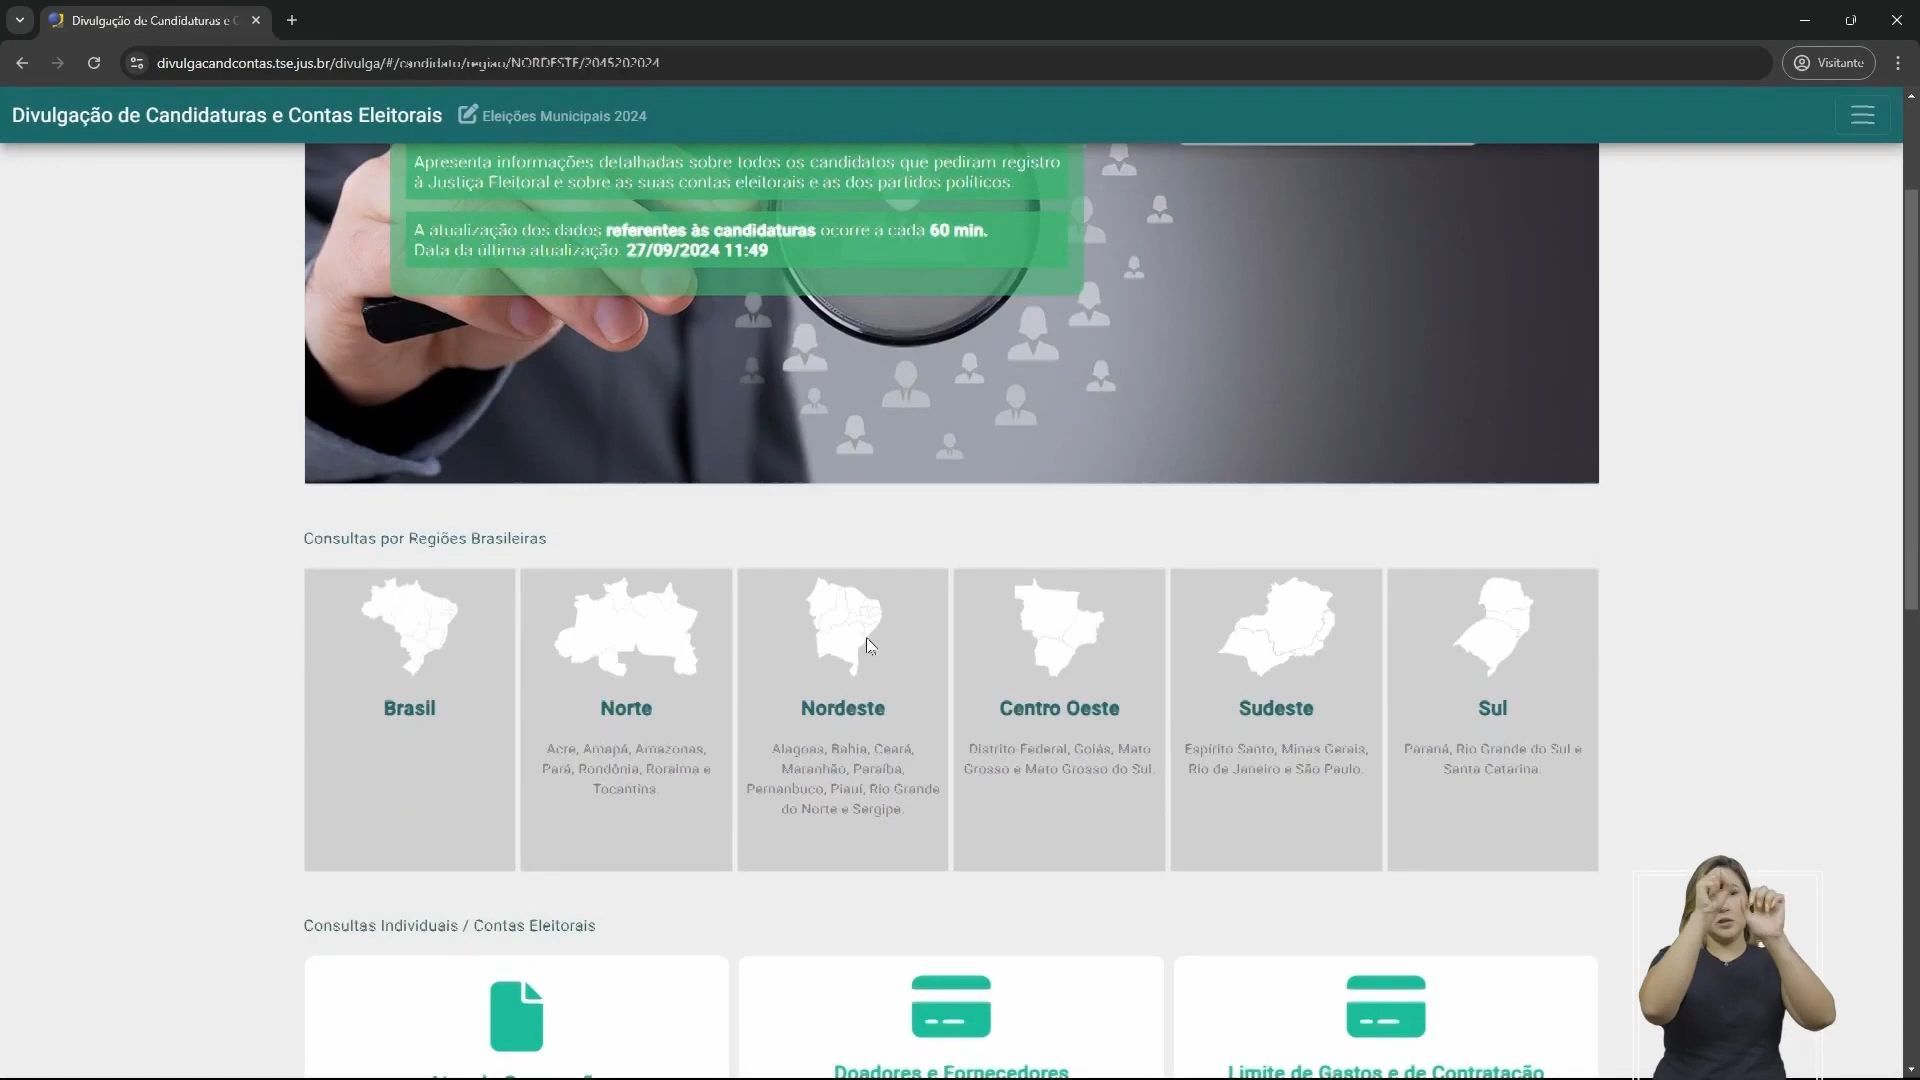 Divulgação de Candidaturas e C
divulgacandcontas.tse.jus.br/divulga/#/candidato/regiao/NORDESTE/2045202024
Visitante
Divulgação de Candidaturas e Contas Eleitorais
Eleições Municipais 2024
Apresenta informações detalhadas sobre todos os candidatos que pediram registro
à Justiça Eleitoral e sobre as suas contas eleitorais e as dos partidos políticos.
A atualização dos dados referentes às candidaturas ocorre a cada 60 min.
Data da última atualização: 27/09/2024 11:49
Consultas por Regiões Brasileiras
Brasil
Norte
Acre, Amapá, Amazonas,
Pará, Rondônia, Roraima e
Tocantins.
Nordeste
Alagoas, Bahia, Ceará,
Maranhão, Paraíba,
Pernanbuco, Piauí, Rio Grande
do Norte e Sergipe.
Centro Oeste
Distrito Federal, Goiás, Mato
Grosso e Mato Grosso do Sul.
Sudeste
Espírito Santo, Minas Gerais,
Rio de Janeiro e São Paulo.
Sul
Paraná, Rio Grande do Sul e
Santa Catarina.
Consultas Individuais / Contas Eleitorais
Doadores e Fornecedores
Limite de Gastos e de Contratação